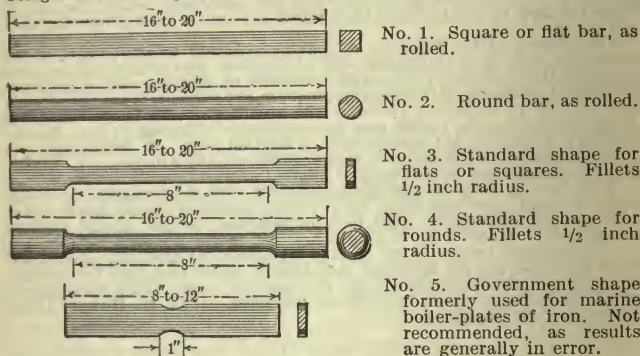 16"to 20"
No. 1. Square or flat bar, as
rolled.
16"to 20"
No. 2. Round bar, as rolled.
16"to 20"
8"
No. 3. Standard shape for
flats or squares. Fillets
1/2 inch radius.
16"to 20"
8"
No. 4. Standard shape for
rounds. Fillets 1/2 inch
radius.
8"to 12"
1"
No. 5. Government shape
formerly used for marine
boiler-plates of iron. Not
recommended, as results
are generally in error.